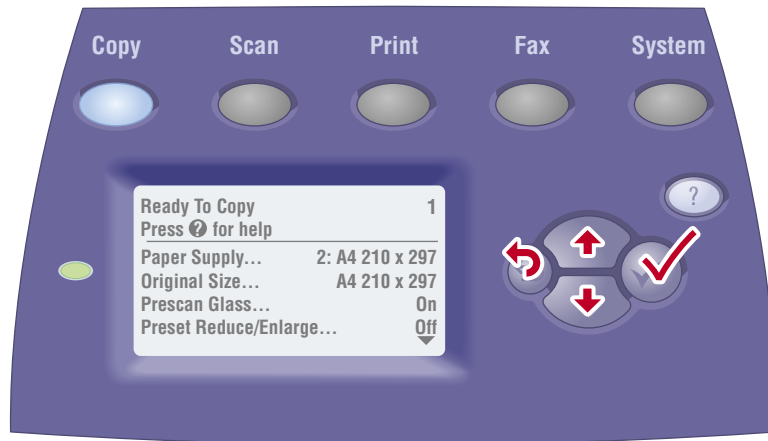 Copy Scan Print Fax System
?
Ready To Copy 1
Press ? for help
Paper Supply... 2: A4 210 x 297
Original Size... A4 210 x 297
Prescan Glass... On
Preset Reduce/Enlarge... Off